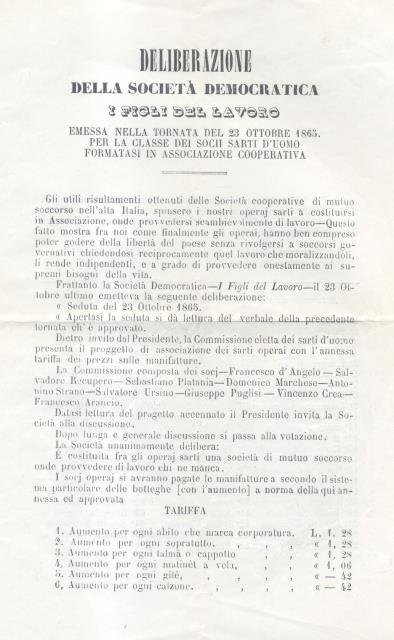 DELIBERAZIONE
DELLA SOCIETÀ DEMOCRATICA
I FIGLI DEL LAVORO
EMESSA NELLA TORNATA DEL 23 OTTOBRE 1865.
PER LA CLASSE DEI SOCII SARTI D'UOMO
FORMATASI IN ASSOCIAZIONE COOPERATIVA
Gli utili risultamenti ottenuti delle Società cooperative di mutuo
soccorso nell'alta Italia, spinsero i nostri operaj sarti a costituirsi
in Associazione, onde provvedersi scambievolmente di lavoro—Questo
fatto mostra fra noi come finalmente gli operai, hanno ben compreso
poter godere della libertà del paese senza rivolgersi a soccorsi go-
vernativi chiedendosi reciprocamente quel lavoro che moralizzandoli,
li rende indipendenti, e a grado di provvedere onestamente ai su-
premi bisogni della vita.
Frattanto la Società Democratica—I Figli del Lavoro—il 23 Ot-
tobre ultimo emetteva la seguente deliberazione:
« Seduta del 23 Ottobre 1865.
« Apertasi la seduta si dà lettura del verbale della precedente
tornata ch' è approvato.
Dietro invito dal Presidente, la Commissione eletta dei sarti d'uomo
presenta il proggetto di associazione dei sarti operai con l'annessa
tariffa dei prezzi sulle manifatture.
La Commissione composta dei socj—Francesco d'Angelo—Sal-
vadore Recupero—Sebastiano Platania—Domenico Marchese—Anto-
nino Strano—Salvatore Ursino—Giuseppe Puglisi—Vincenzo Crea—
Francesco Arancio.
Datasi lettura del progetto accennato il Presidente invita la So-
cietà alla discussione.
Dopo lunga e generale discussione si passa alla votazione.
La Società unanimamente delibera:
È costituita fra gli operaj sarti una società di mutuo soccorso
onde provvedere di lavoro chi ne manca.
I socj operaj si avranno pagate le manifatture a secondo il siste-
ma particolare delle botteghe [con l'aumento] a norma della qui an-
nessa ed approvata
TARIFFA
1. Aumento per ogni abito che marca corporatura. L. 1, 28
2. Aumento per ogni sopratutto. , , , « 1, 28
3. Aumento per ogni talmà o cappotto , , « 1, 28
4. Aumento per ogni matinèt a vela, , , « 1, 06
5. Aumento per ogni gilé, , , , , « — 42
6, Aumento per ogni calzone. , , , , « — 42